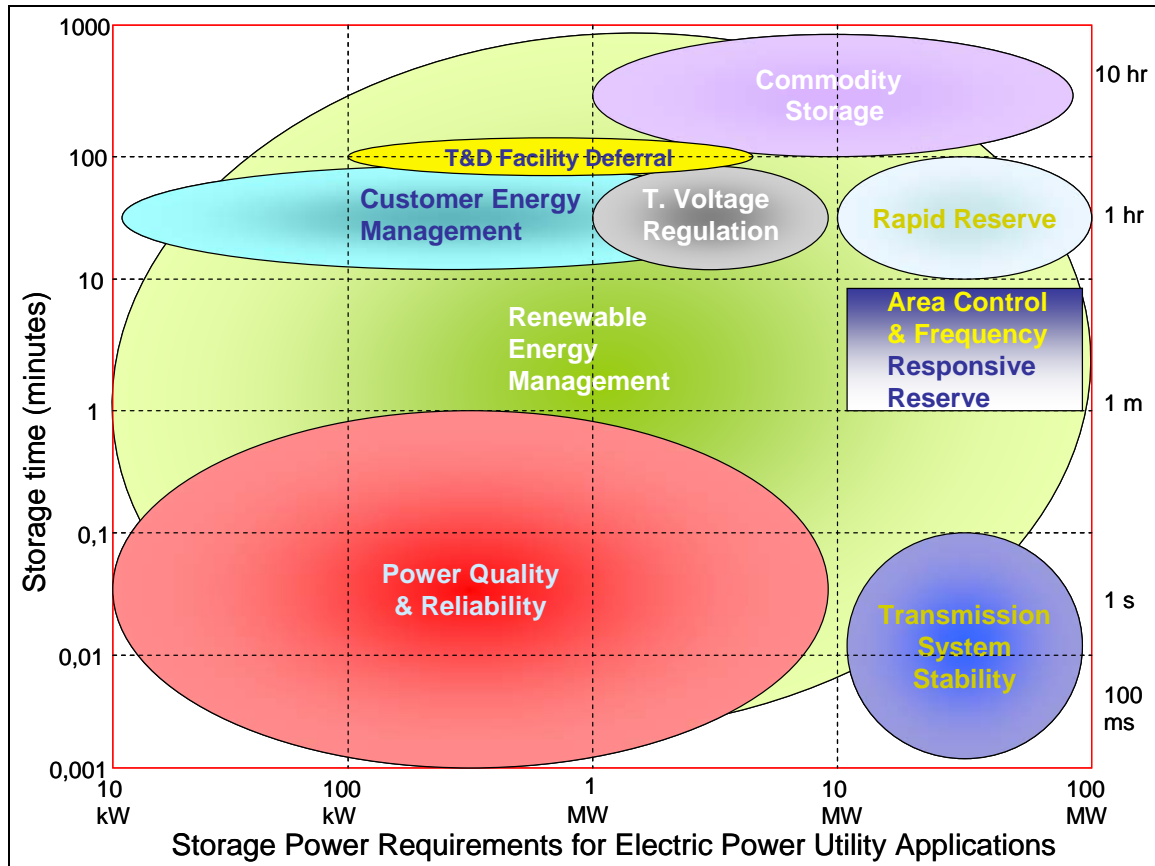 1000
Commodity
Storage
10 hr
T&D Facility Deferral
100
Customer Energy
Management
T. Voltage
Regulation
Rapid Reserve
1 hr
10
Area Control
& Frequency
Responsive
Reserve
Renewable
Energy
Management
1
1 m
Storage time (minutes)
0,1
Power Quality
& Reliability
Transmission
System
Stability
1 s
0,01
100
ms
0,001
10
kW
100
kW
1
MW
10
MW
100
MW
Storage Power Requirements for Electric Power Utility Applications